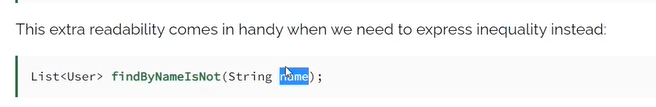 This extra readability comes in handy when we need to express inequality instead:
List<User> findByNameIsNot(String name);